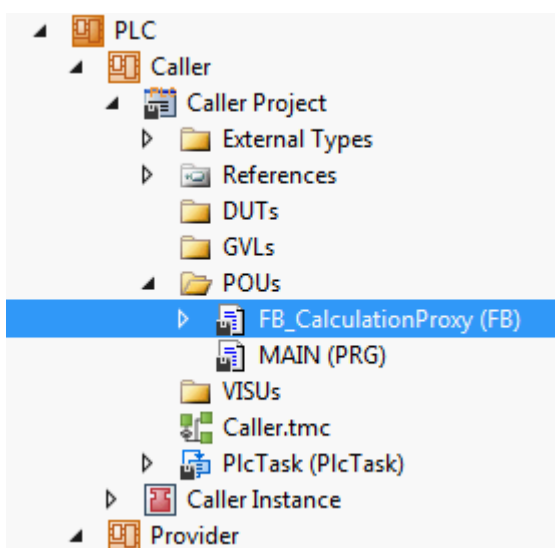 PLC
Caller
Caller Project
External Types
References
DUTs
GVLs
POUs
FB_CalculationProxy (FB)
MAIN (PRG)
VISUs
Caller.tmc
PlcTask (PlcTask)
Caller Instance
Provider